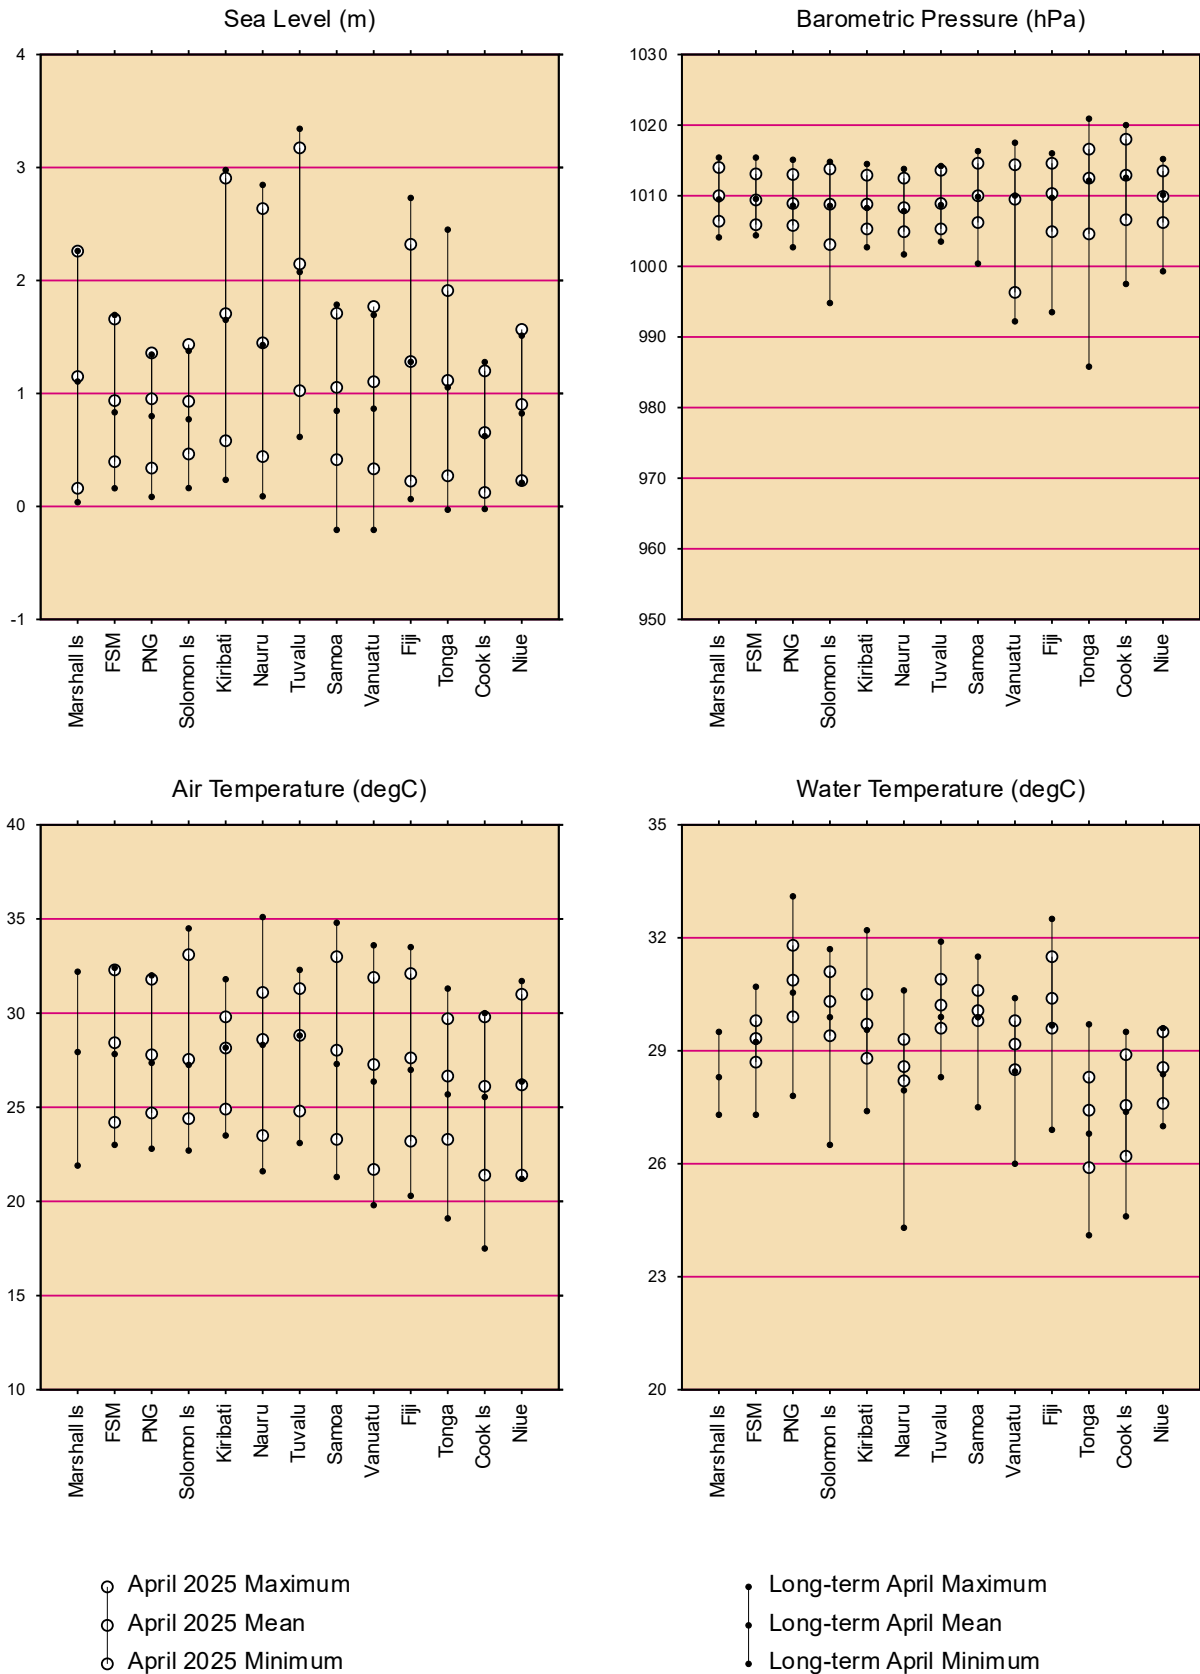 Sea Level (m)
4
3
2
1
0
-1
Marshall Is
FSM
PNG
Solomon Is
Kiribati
Nauru
Tuvalu
Samoa
Vanuatu
Fiji
Tonga
Cook Is
Niue
Barometric Pressure (hPa)
1030
1020
1010
1000
990
980
970
960
950
Marshall Is
FSM
PNG
Solomon Is
Kiribati
Nauru
Tuvalu
Samoa
Vanuatu
Fiji
Tonga
Cook Is
Niue
Air Temperature (degC)
40
35
30
25
20
15
10
Marshall Is
FSM
PNG
Solomon Is
Kiribati
Nauru
Tuvalu
Samoa
Vanuatu
Fiji
Tonga
Cook Is
Niue
Water Temperature (degC)
35
32
29
26
23
20
Marshall Is
FSM
PNG
Solomon Is
Kiribati
Nauru
Tuvalu
Samoa
Vanuatu
Fiji
Tonga
Cook Is
Niue
April 2025 Maximum
April 2025 Mean
April 2025 Minimum
Long-term April Maximum
Long-term April Mean
Long-term April Minimum